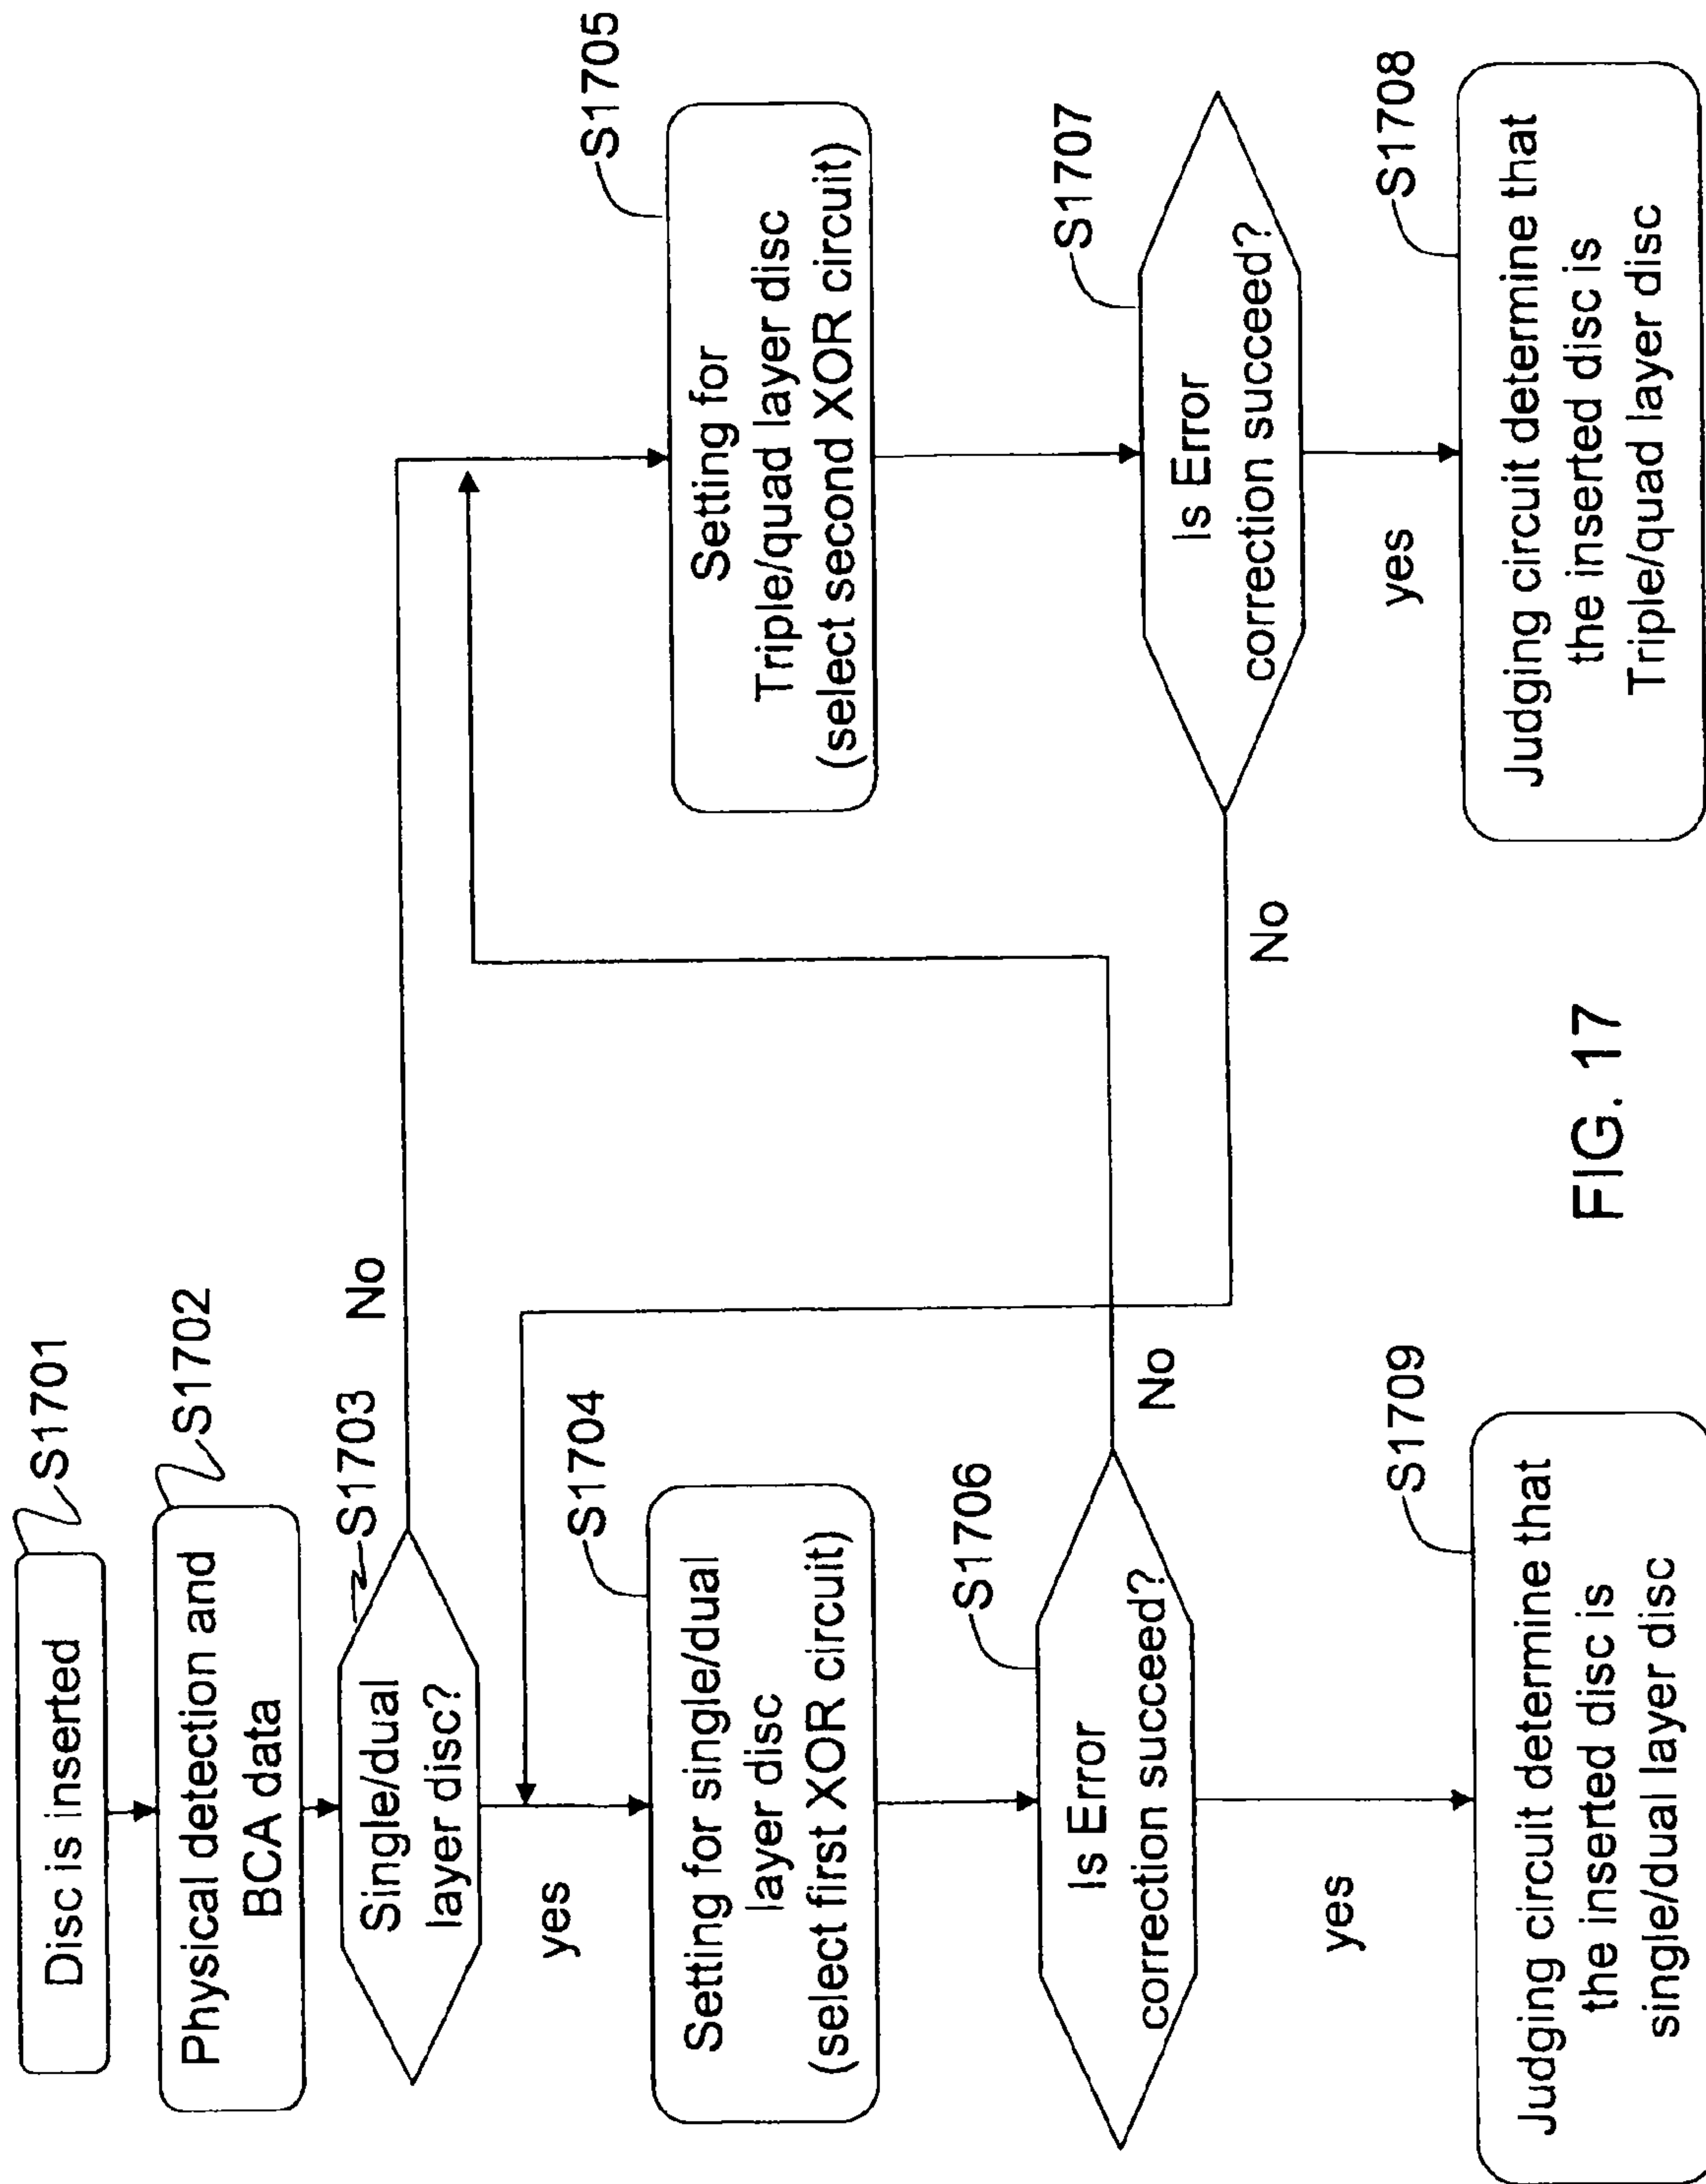 Disc is inserted
S1701
Physical detection and
BCA data
S1702
Single/dual
layer disc?
S1703
No
yes
Setting for single/dual
layer disc
(select first XOR circuit)
S1704
Setting for
Triple/quad layer disc
(select second XOR circuit)
S1705
Is Error
correction succeed?
S1706
No
yes
Is Error
correction succeed?
S1707
No
yes
Judging circuit determine that
the inserted disc is
single/dual layer disc
S1709
Judging circuit determine that
the inserted disc is
Triple/quad layer disc
S1708
FIG. 17